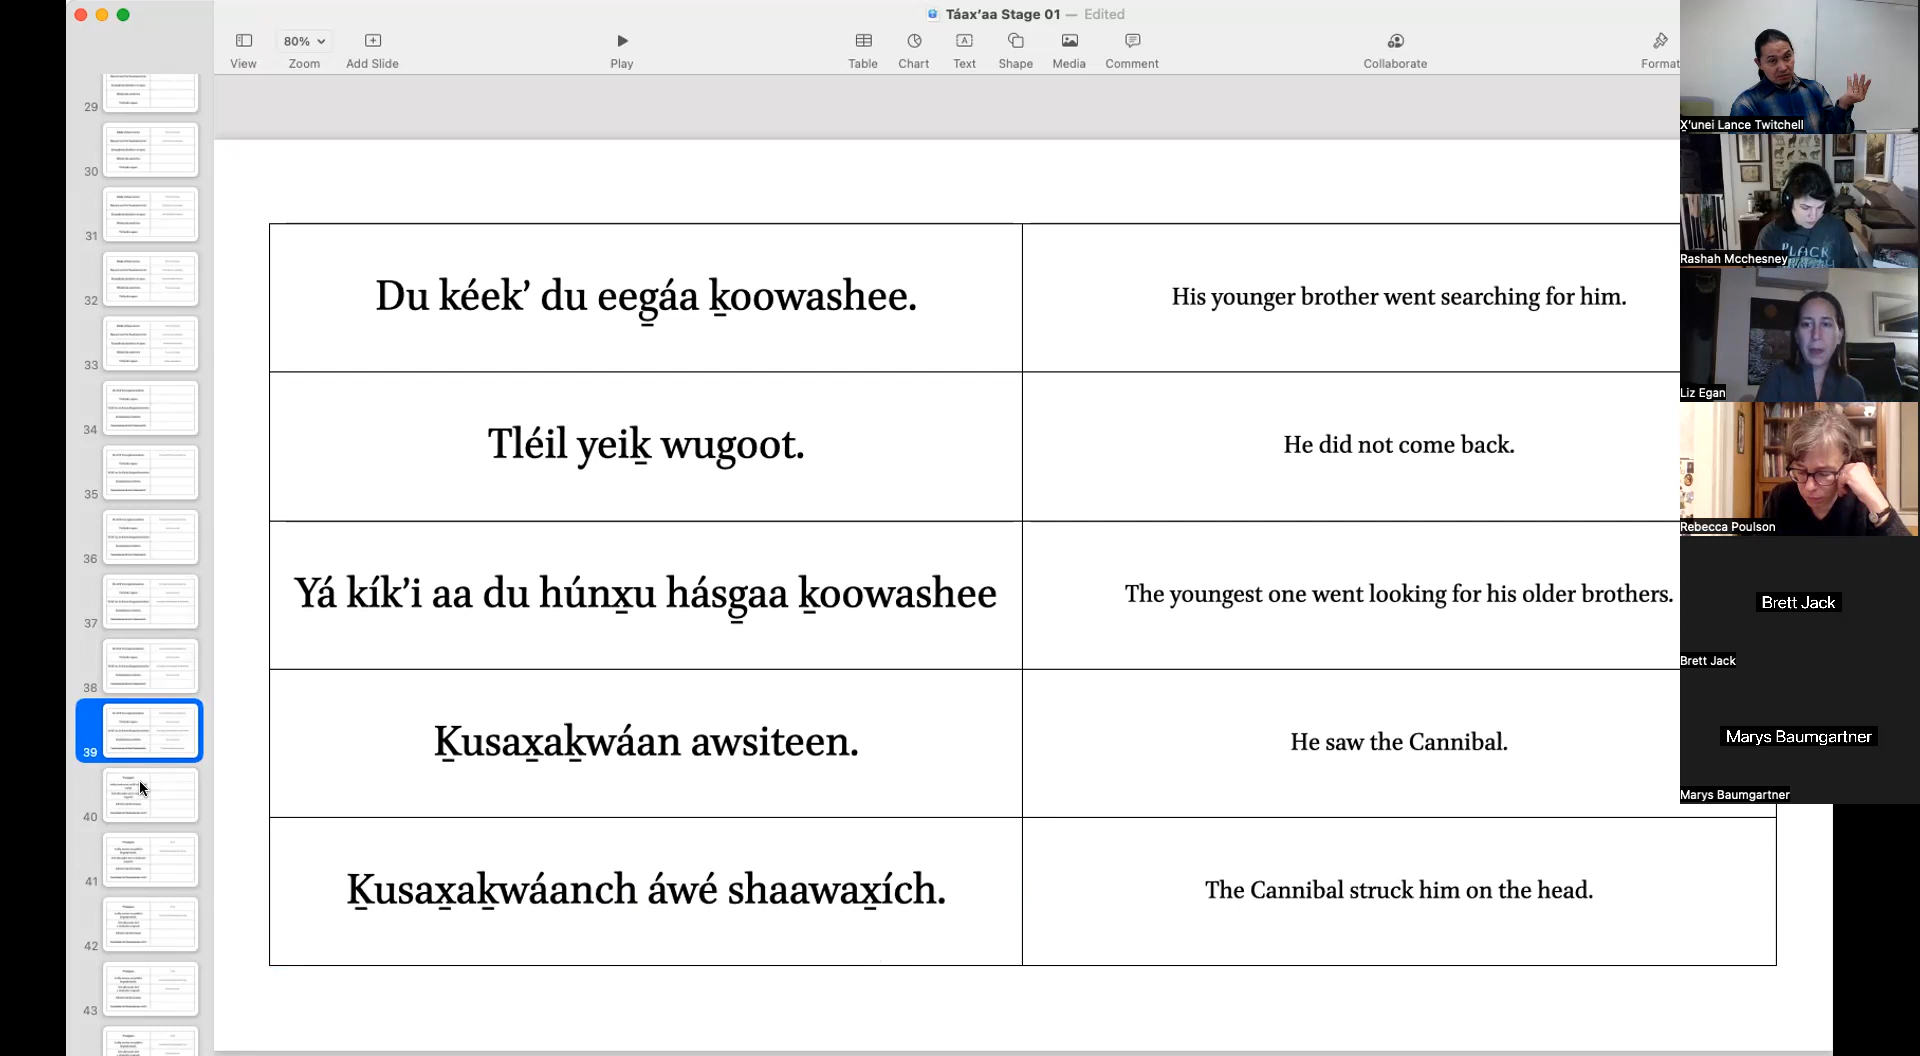 Táax’aa Stage 01 — Edited
80%
View Zoom Add Slide Play Table Chart Text Shape Media Comment Collaborate Format
X̱ʼunei Lance Twitchell
Rashah Mcchesney
Liz Egan
Rebecca Poulson
Brett Jack
Brett Jack
Marys Baumgartner
Marys Baumgartner
Du kéek’ du eeg̱áa ḵoowashee.
His younger brother went searching for him.
Tléil yeiḵ wugoot.
He did not come back.
Yá kík’i aa du húnx̱u hásg̱aa ḵoowashee
The youngest one went looking for his older brothers.
Ḵusax̱aḵwáan awsiteen.
He saw the Cannibal.
Ḵusax̱aḵwáanch áwé shaawax̱ích.
The Cannibal struck him on the head.
29
30
31
32
33
34
35
36
37
38
39
40
41
42
43